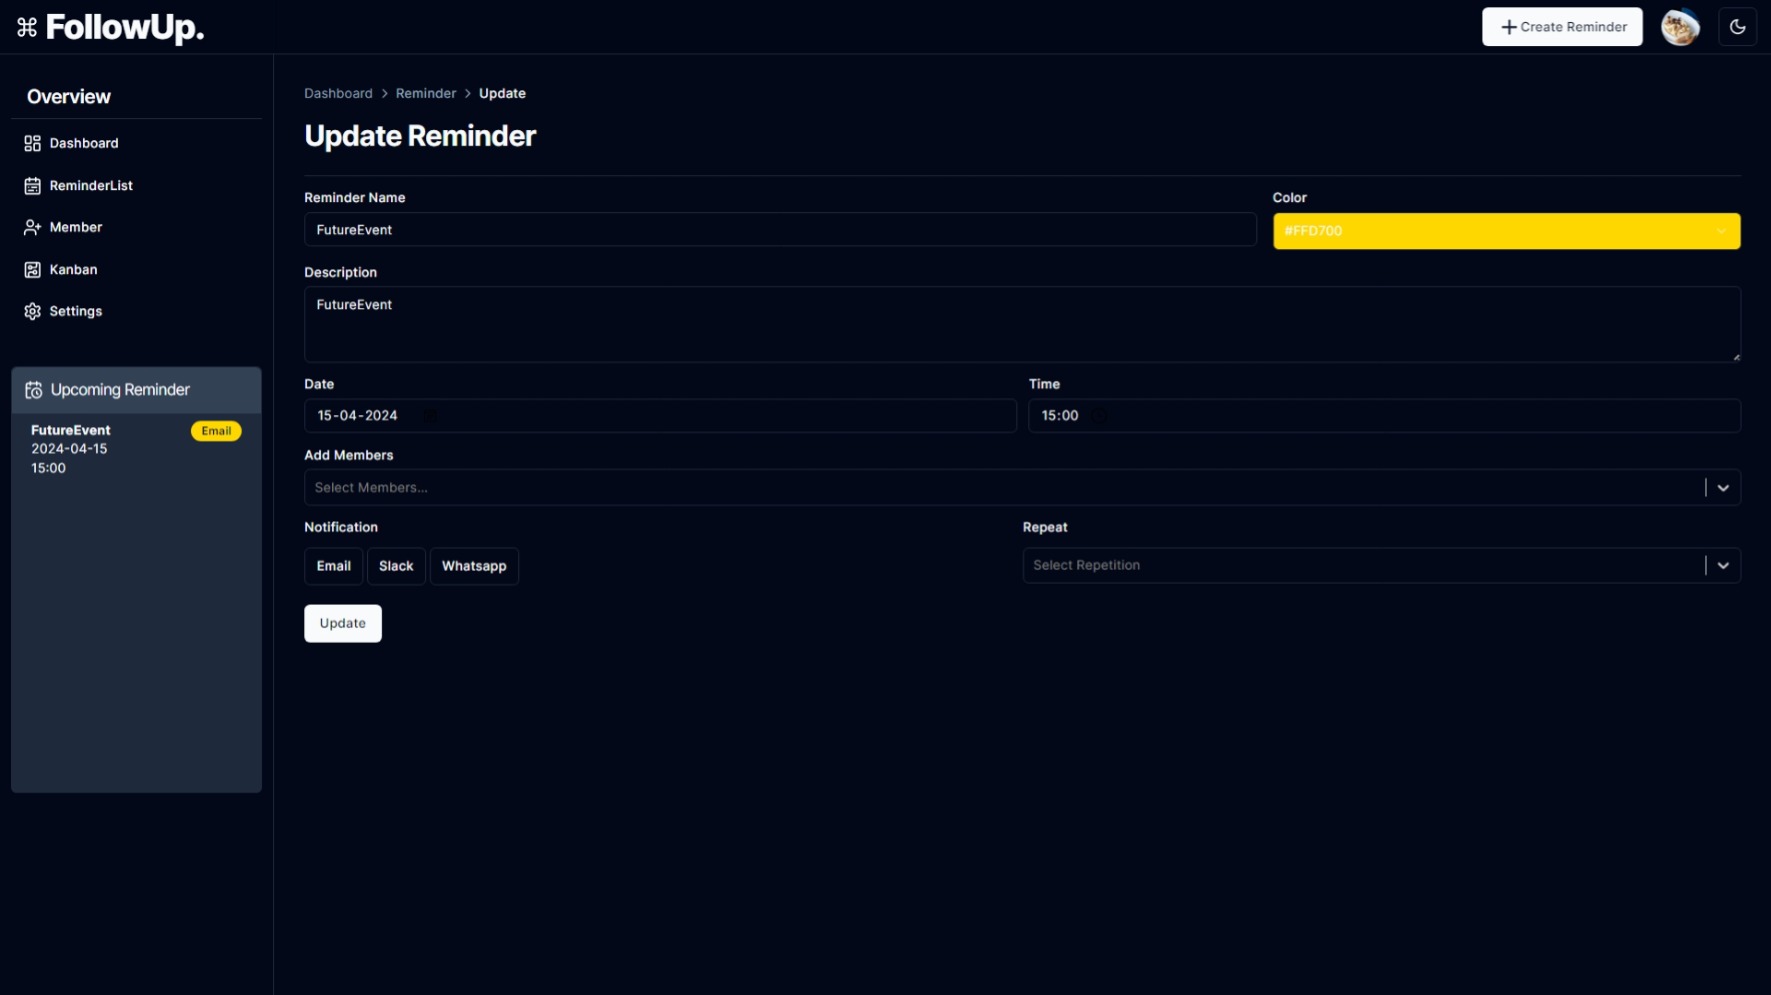 ⌘ FollowUp.
Create Reminder
Overview
Dashboard
ReminderList
Member
Kanban
Settings
Upcoming Reminder
FutureEvent Email
2024-04-15
15:00
Dashboard > Reminder > Update
Update Reminder
Reminder Name
FutureEvent
Color
#FFD700
Description
FutureEvent
Date
15-04-2024
Time
15:00
Add Members
Select Members...
Notification
Email Slack Whatsapp
Repeat
Select Repetition
Update